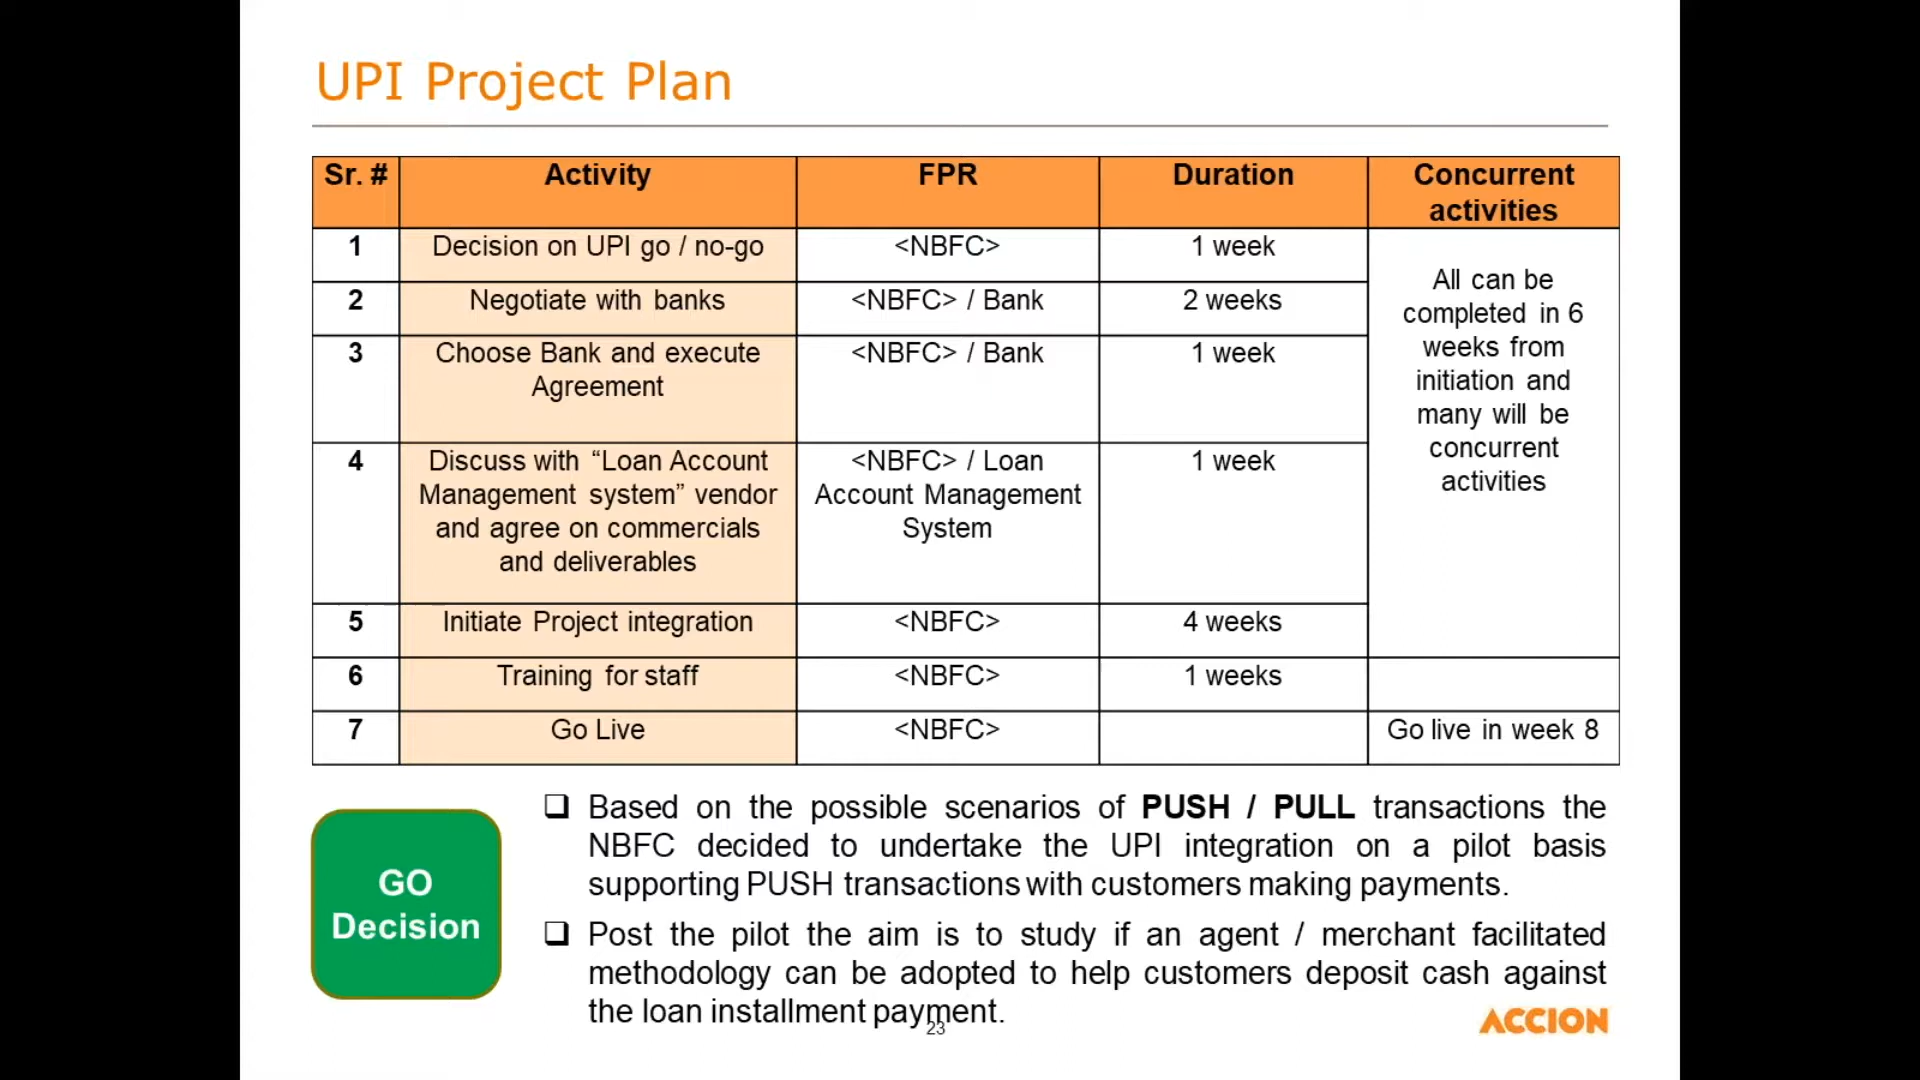 UPI Project Plan
Sr. # Activity FPR Duration Concurrent
activities
1 Decision on UPI go / no-go <NBFC> 1 week
2 Negotiate with banks <NBFC> / Bank 2 weeks
3 Choose Bank and execute <NBFC> / Bank 1 week
Agreement
4 Discuss with “Loan Account <NBFC> / Loan 1 week
Management system” vendor Account Management
and agree on commercials System
and deliverables
5 Initiate Project integration <NBFC> 4 weeks
All can be
completed in 6
weeks from
initiation and
many will be
concurrent
activities
6 Training for staff <NBFC> 1 weeks
7 Go Live <NBFC> Go live in week 8
GO
Decision
❑ Based on the possible scenarios of PUSH / PULL transactions the
NBFC decided to undertake the UPI integration on a pilot basis
supporting PUSH transactions with customers making payments.
❑ Post the pilot the aim is to study if an agent / merchant facilitated
methodology can be adopted to help customers deposit cash against
the loan installment payment.
23
ACCION